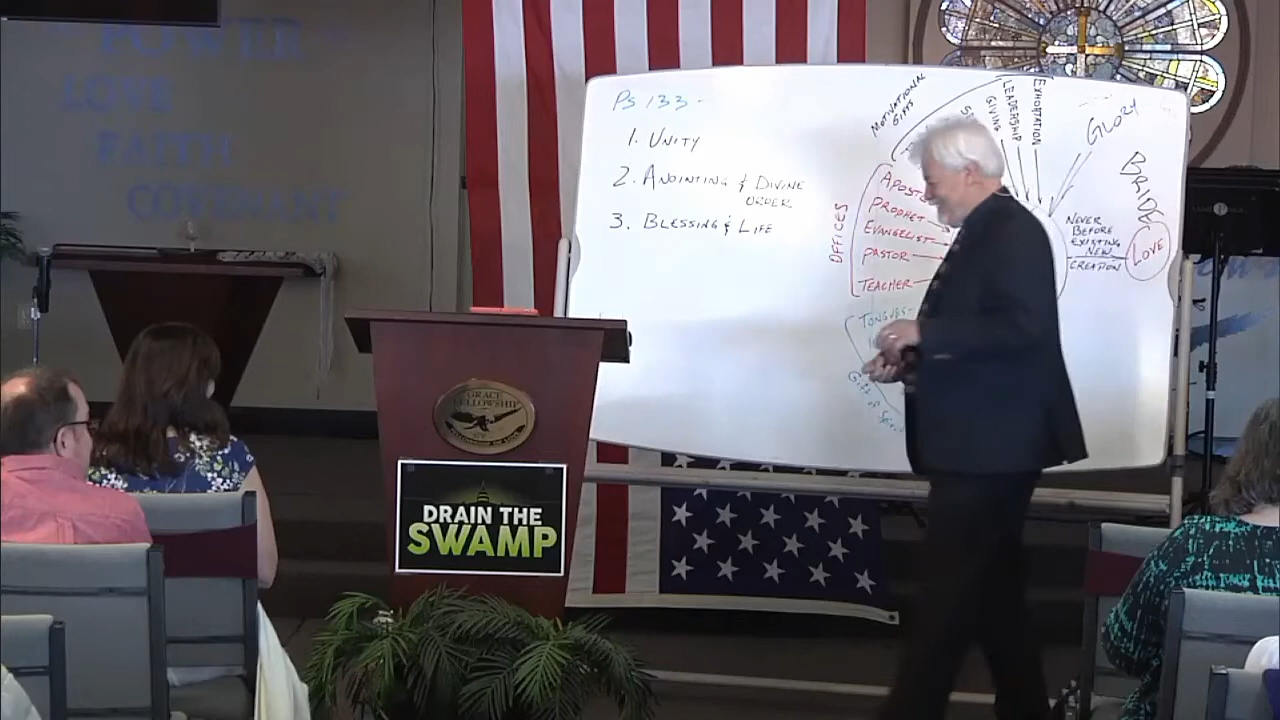 POWER
LOVE
FAITH
COVENANT
Ps 133 -
1. UNITY
2. ANOINTING & DIVINE
ORDER
3. BLESSING & LIFE
MOTIVATIONAL
GIFTS
GIVING
LEADERSHIP
EXHORTATION
GLORY
BRIDE
OFFICES
PROPHET
EVANGELIST
PASTOR
TEACHER
TONGUES
NEVER
BEFORE
EXISTING
NEW
CREATION
LOVE
GRACE
FELLOWSHIP
DRAIN THE
SWAMP